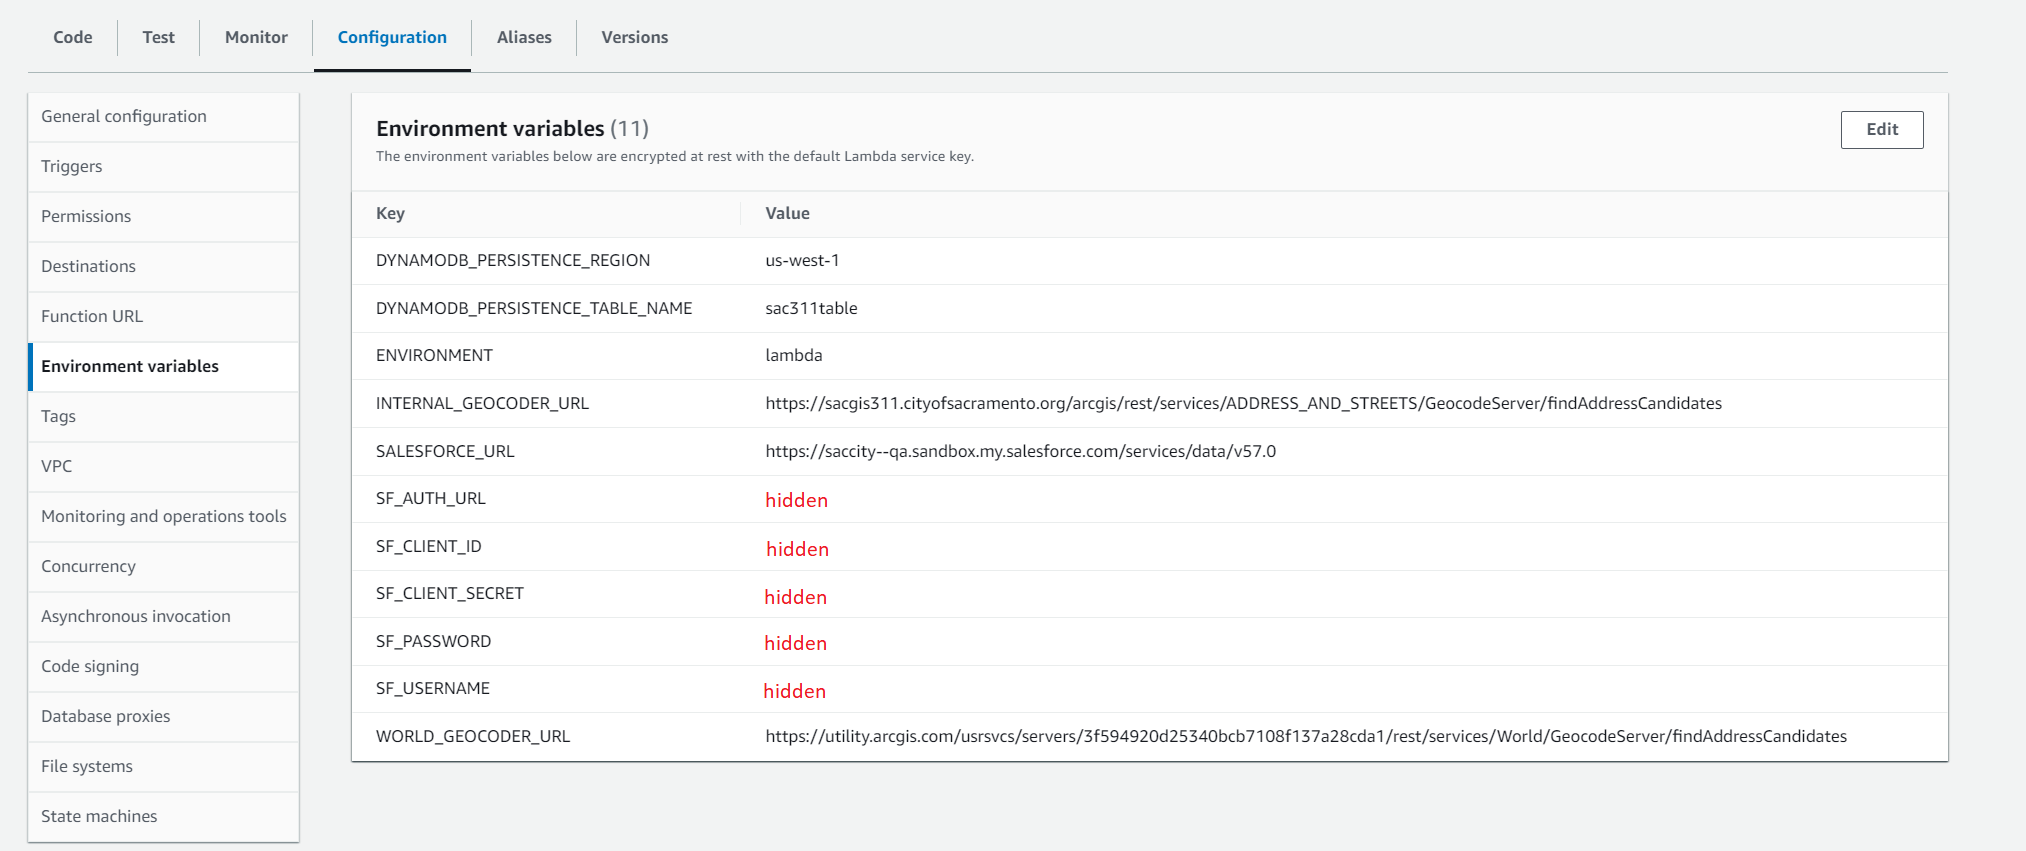 Code Test Monitor Configuration Aliases Versions
General configuration
Triggers
Permissions
Destinations
Function URL
Environment variables
Tags
VPC
Monitoring and operations tools
Concurrency
Asynchronous invocation
Code signing
Database proxies
File systems
State machines
Environment variables (11)
Edit
The environment variables below are encrypted at rest with the default Lambda service key.
Key Value
DYNAMODB_PERSISTENCE_REGION us-west-1
DYNAMODB_PERSISTENCE_TABLE_NAME sac311table
ENVIRONMENT lambda
INTERNAL_GEOCODER_URL https://sacgis311.cityofsacramento.org/arcgis/rest/services/ADDRESS_AND_STREETS/GeocodeServer/findAddressCandidates
SALESFORCE_URL https://saccity--qa.sandbox.my.salesforce.com/services/data/v57.0
SF_AUTH_URL hidden
SF_CLIENT_ID hidden
SF_CLIENT_SECRET hidden
SF_PASSWORD hidden
SF_USERNAME hidden
WORLD_GEOCODER_URL https://utility.arcgis.com/usrsvcs/servers/3f594920d25340bcb7108f137a28cda1/rest/services/World/GeocodeServer/findAddressCandidates